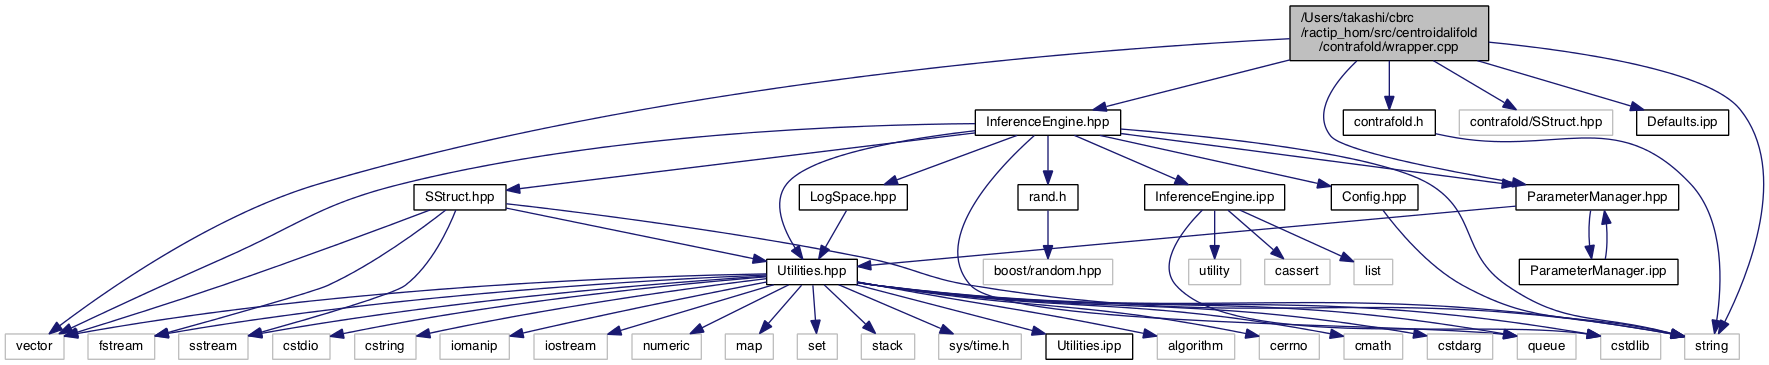 /Users/takashi/cbrc
/ractip_hom/src/centroidalifold
/contrafold/wrapper.cpp
InferenceEngine.hpp
contrafold.h
contrafold/SStruct.hpp
Defaults.ipp
SStruct.hpp
LogSpace.hpp
rand.h
InferenceEngine.ipp
Config.hpp
ParameterManager.hpp
Utilities.hpp
boost/random.hpp
utility
cassert
list
ParameterManager.ipp
vector
fstream
sstream
cstdio
cstring
iomanip
iostream
numeric
map
set
stack
sys/time.h
Utilities.ipp
algorithm
cerrno
cmath
cstdarg
queue
cstdlib
string